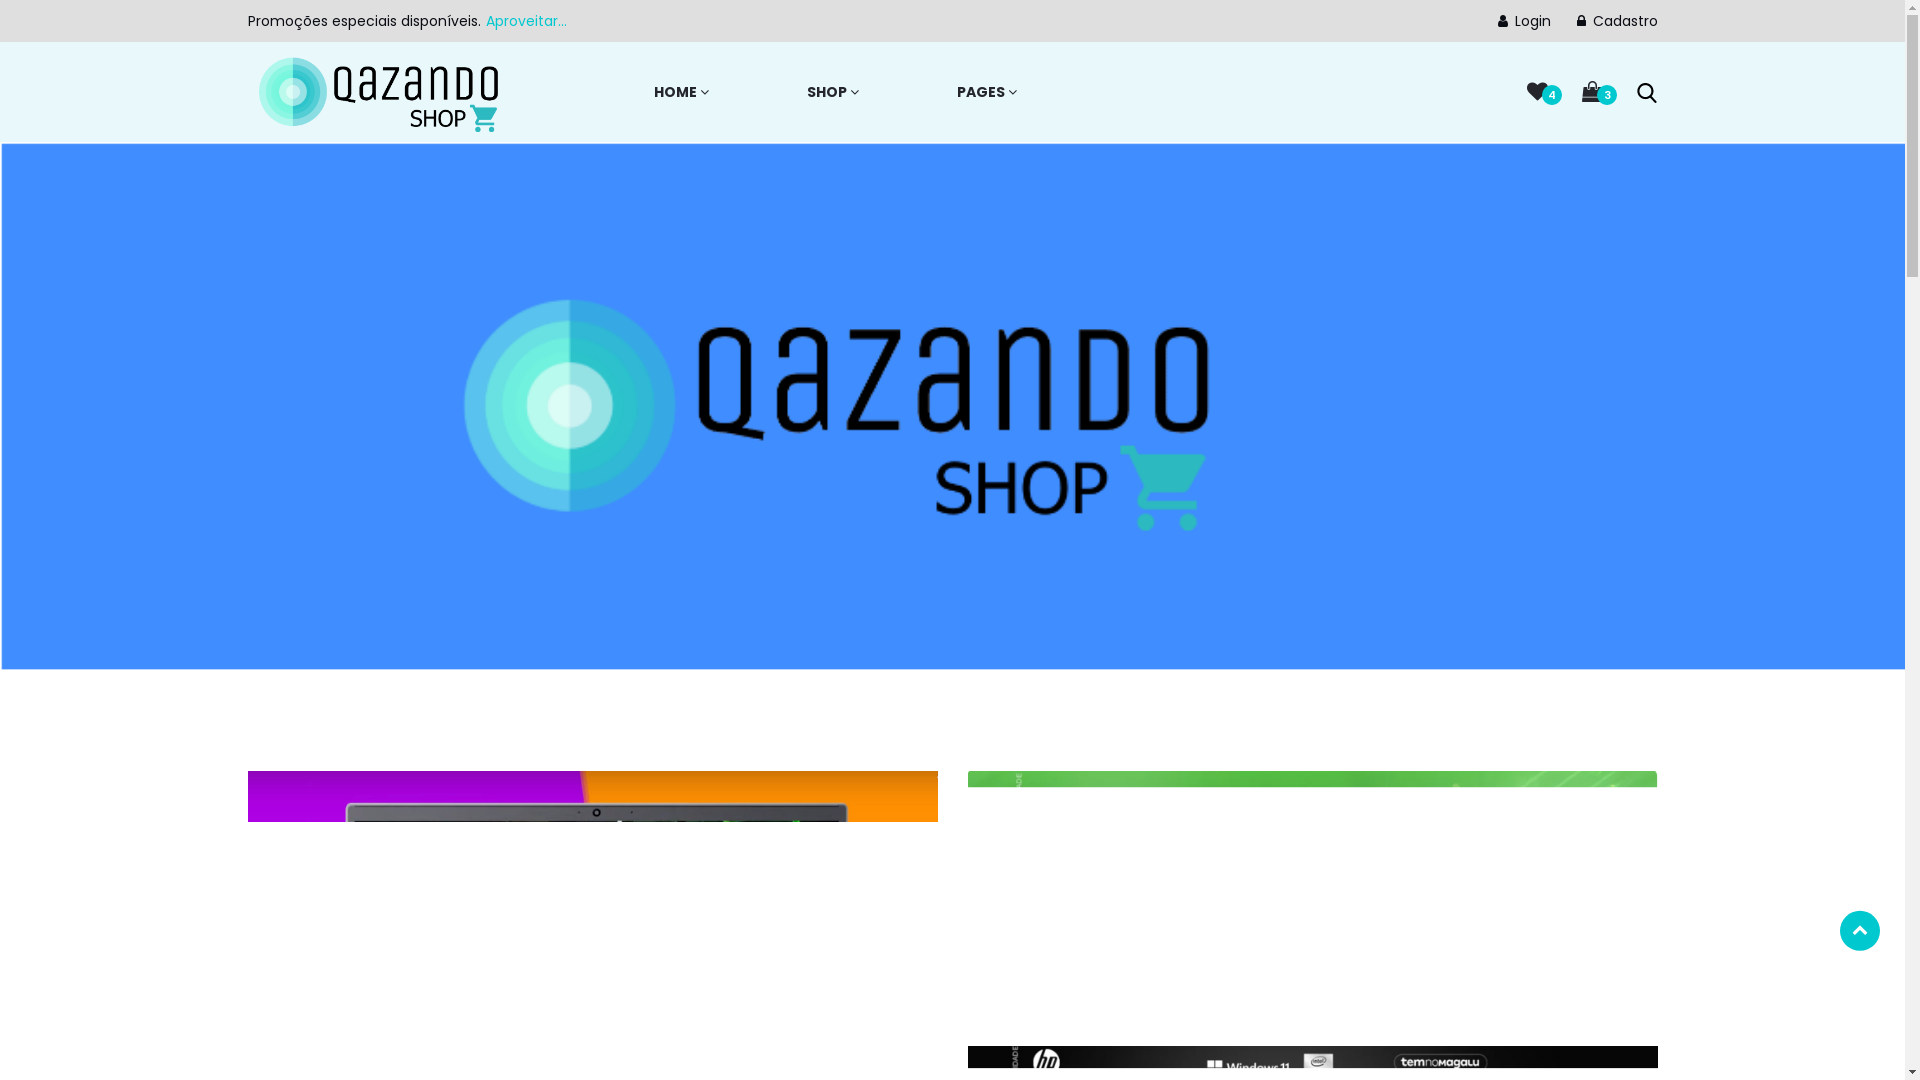 Promoções especiais disponíveis. Aproveitar...
Login
Cadastro
Qazando
SHOP
HOME
SHOP
PAGES
4
3
Qazando
SHOP
hp
Windows 11
intel
temnomagalu